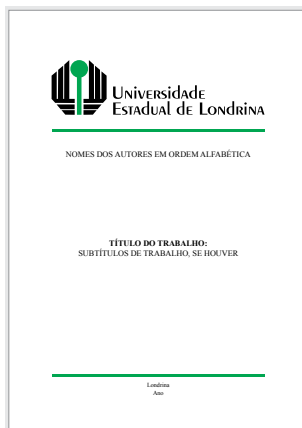 Universidade
Estadual de Londrina
NOMES DOS AUTORES EM ORDEM ALFABÉTICA
TÍTULO DO TRABALHO:
SUBTÍTULOS DE TRABALHO, SE HOUVER
Londrina
Ano